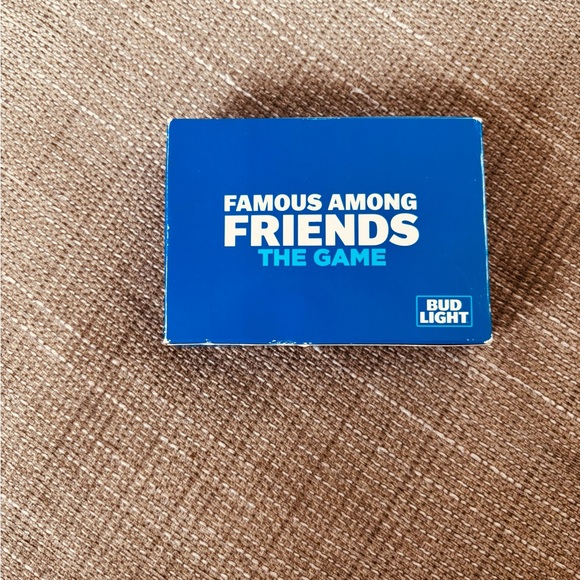 FAMOUS AMONG
FRIENDS
THE GAME
BUD
LIGHT